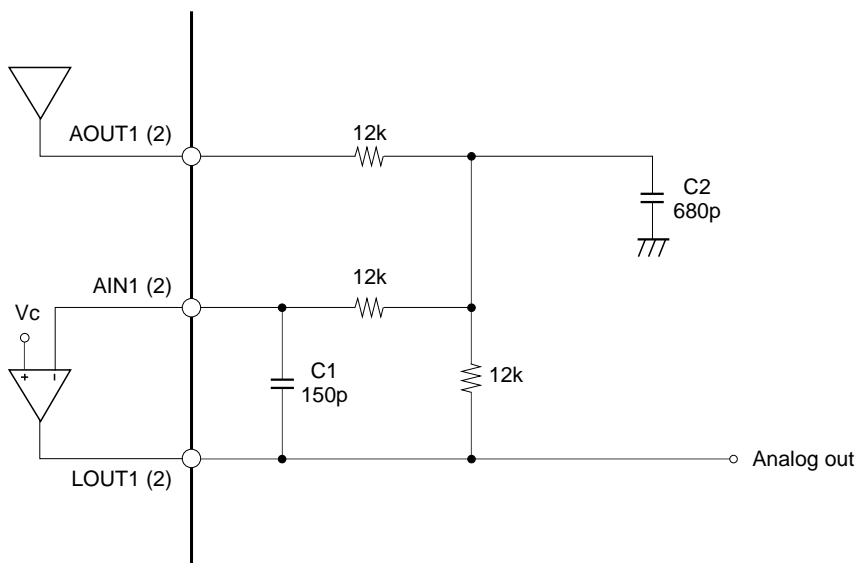 12k
AOUT1 (2)
C2
680p
12k
AIN1 (2)
Vc
+
–
C1
150p
12k
LOUT1 (2)
Analog out